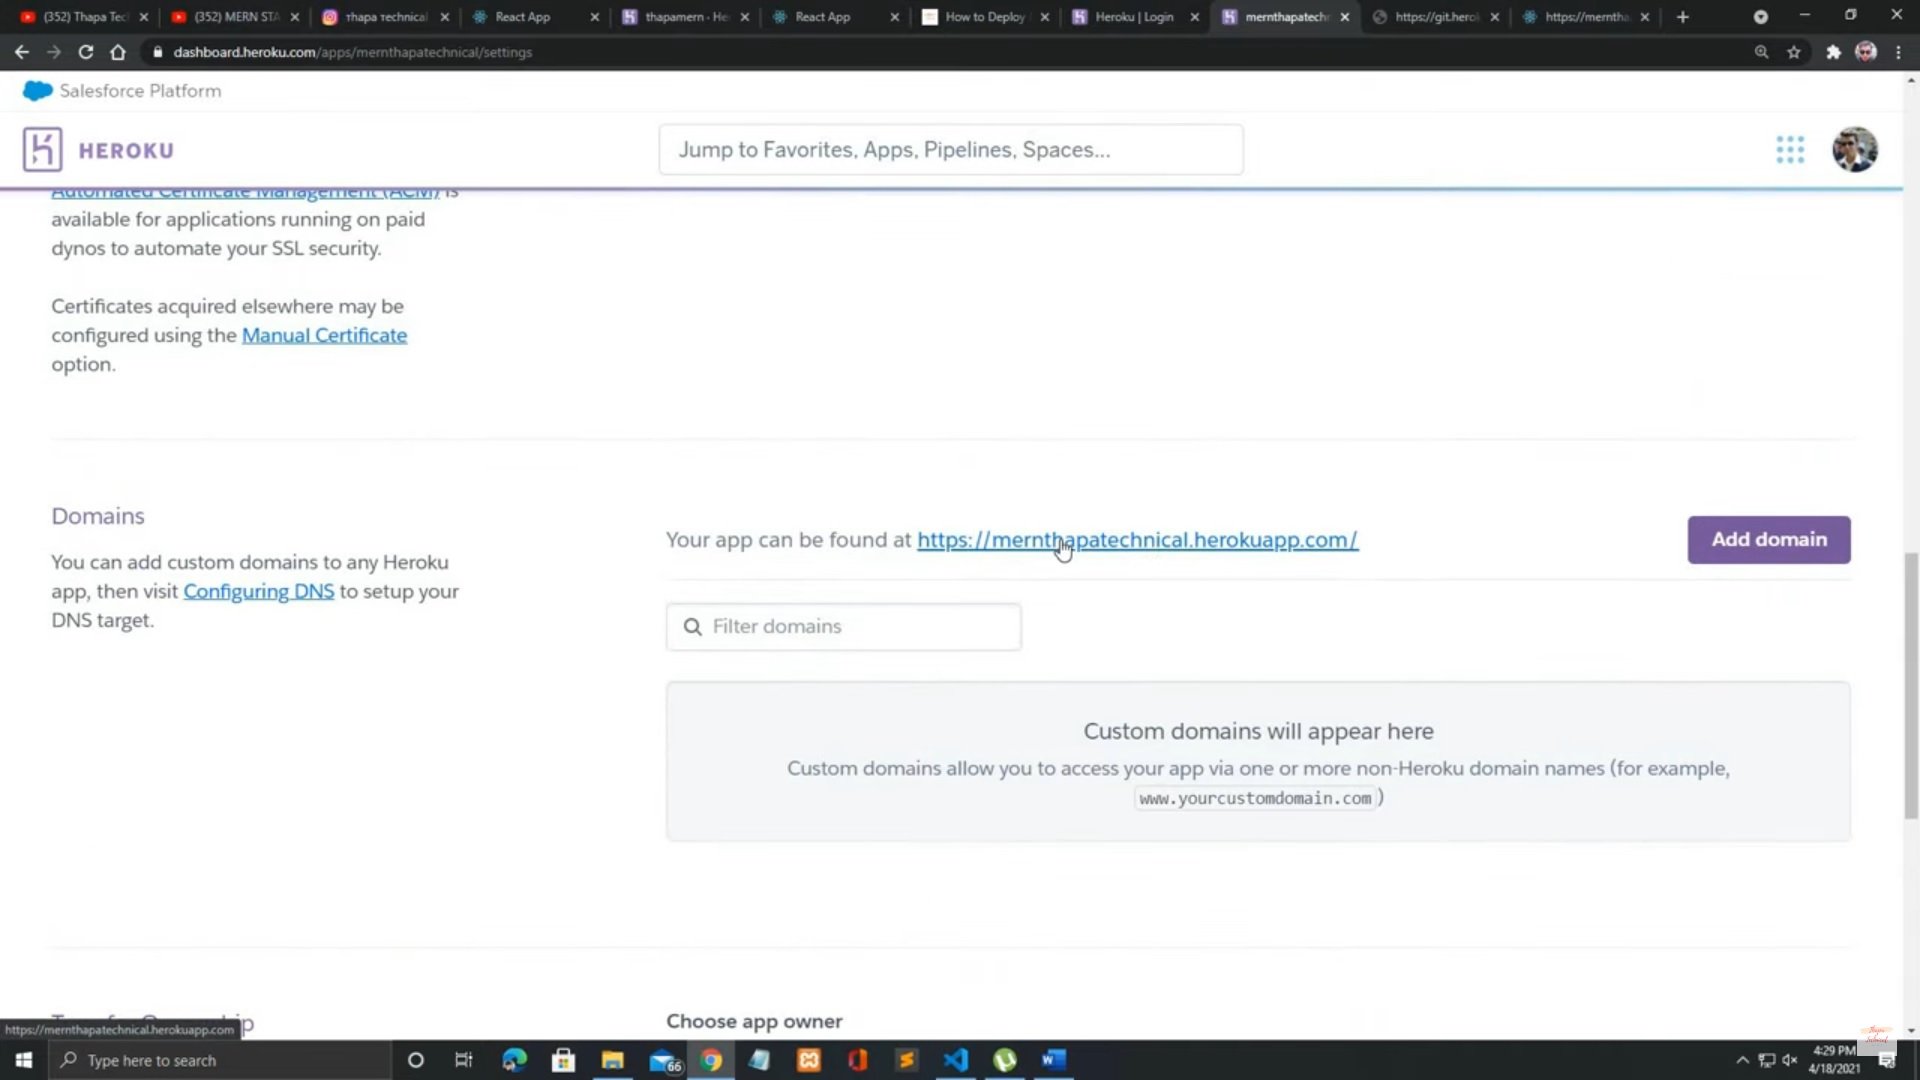 (352) Thapa Tec
(352) MERN STA
Thapa Technical
React App
thapamern · He
React App
How to Deploy
Heroku | Login
mernthapatech
https://git.hero
https://merntha
dashboard.heroku.com/apps/mernthapatechnical/settings
Salesforce Platform
HEROKU
Jump to Favorites, Apps, Pipelines, Spaces...
Automated Certificate Management (ACM) is
available for applications running on paid
dynos to automate your SSL security.
Certificates acquired elsewhere may be
configured using the Manual Certificate
option.
Domains
You can add custom domains to any Heroku
app, then visit Configuring DNS to setup your
DNS target.
Your app can be found at https://mernthapatechnical.herokuapp.com/
Add domain
Filter domains
Custom domains will appear here
Custom domains allow you to access your app via one or more non-Heroku domain names (for example,
www.yourcustomdomain.com)
Choose app owner
https://mernthapatechnical.herokuapp.com
Type here to search
66
4:29 PM
4/18/2021